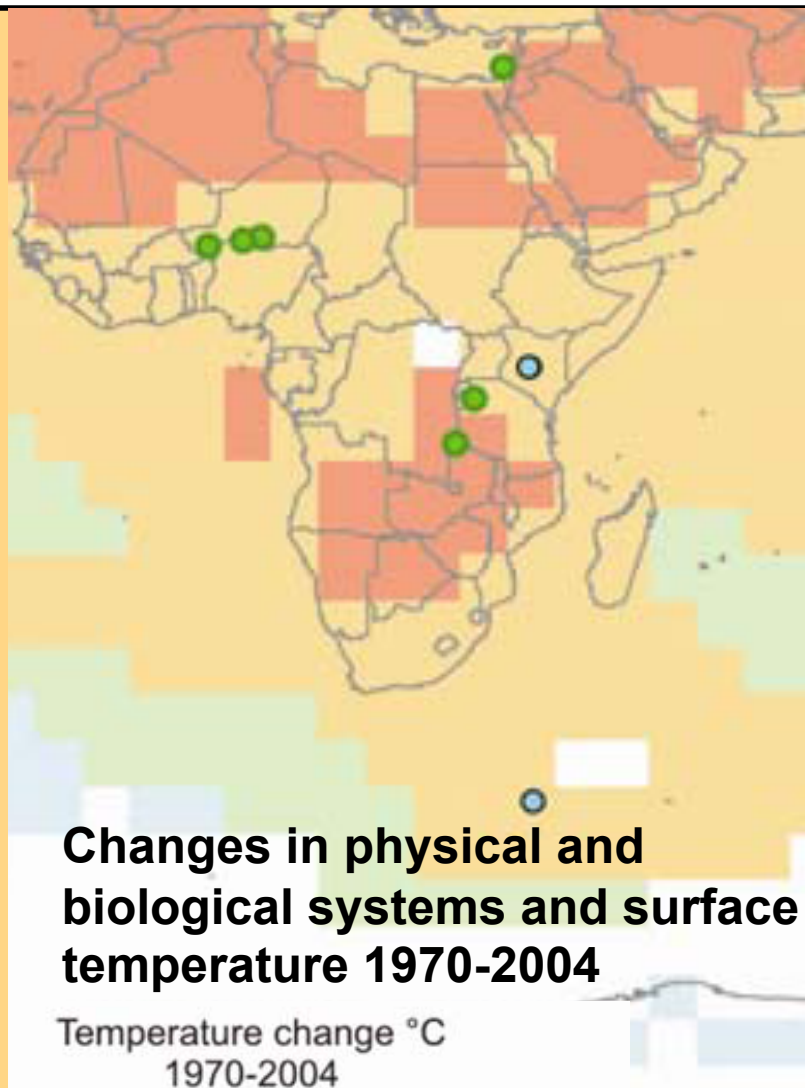 Changes in physical and
biological systems and surface
temperature 1970-2004
Temperature change °C
1970-2004